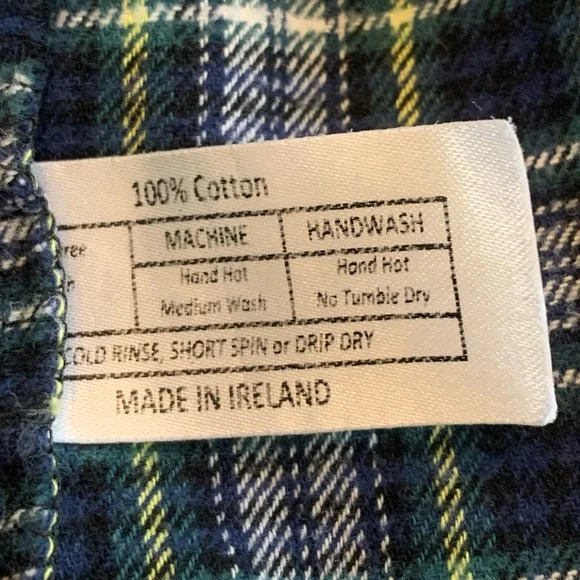 100% Cotton
MACHINE HANDWASH
Hand Hot Hand Hot
Medium Wash No Tumble Dry
COLD RINSE, SHORT SPIN or DRIP DRY
MADE IN IRELAND